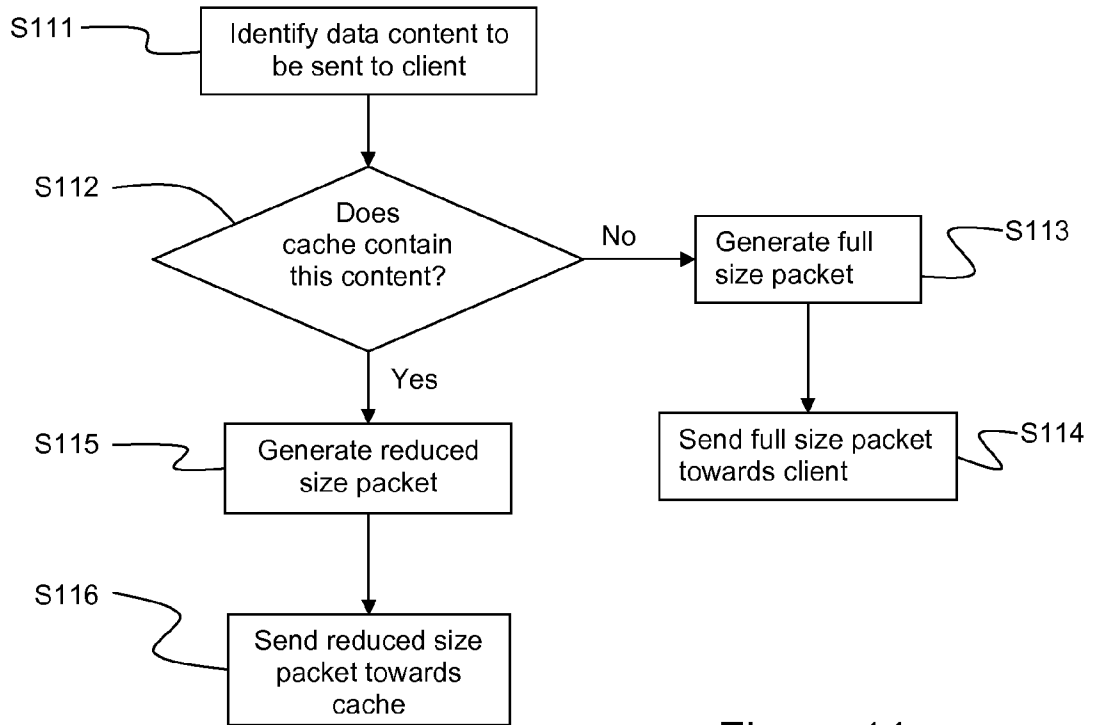 S111
Identify data content to
be sent to client
S112
Does
cache contain
this content?
No
Generate full
size packet
S113
Yes
S115
Generate reduced
size packet
Send full size packet
towards client
S114
S116
Send reduced size
packet towards
cache